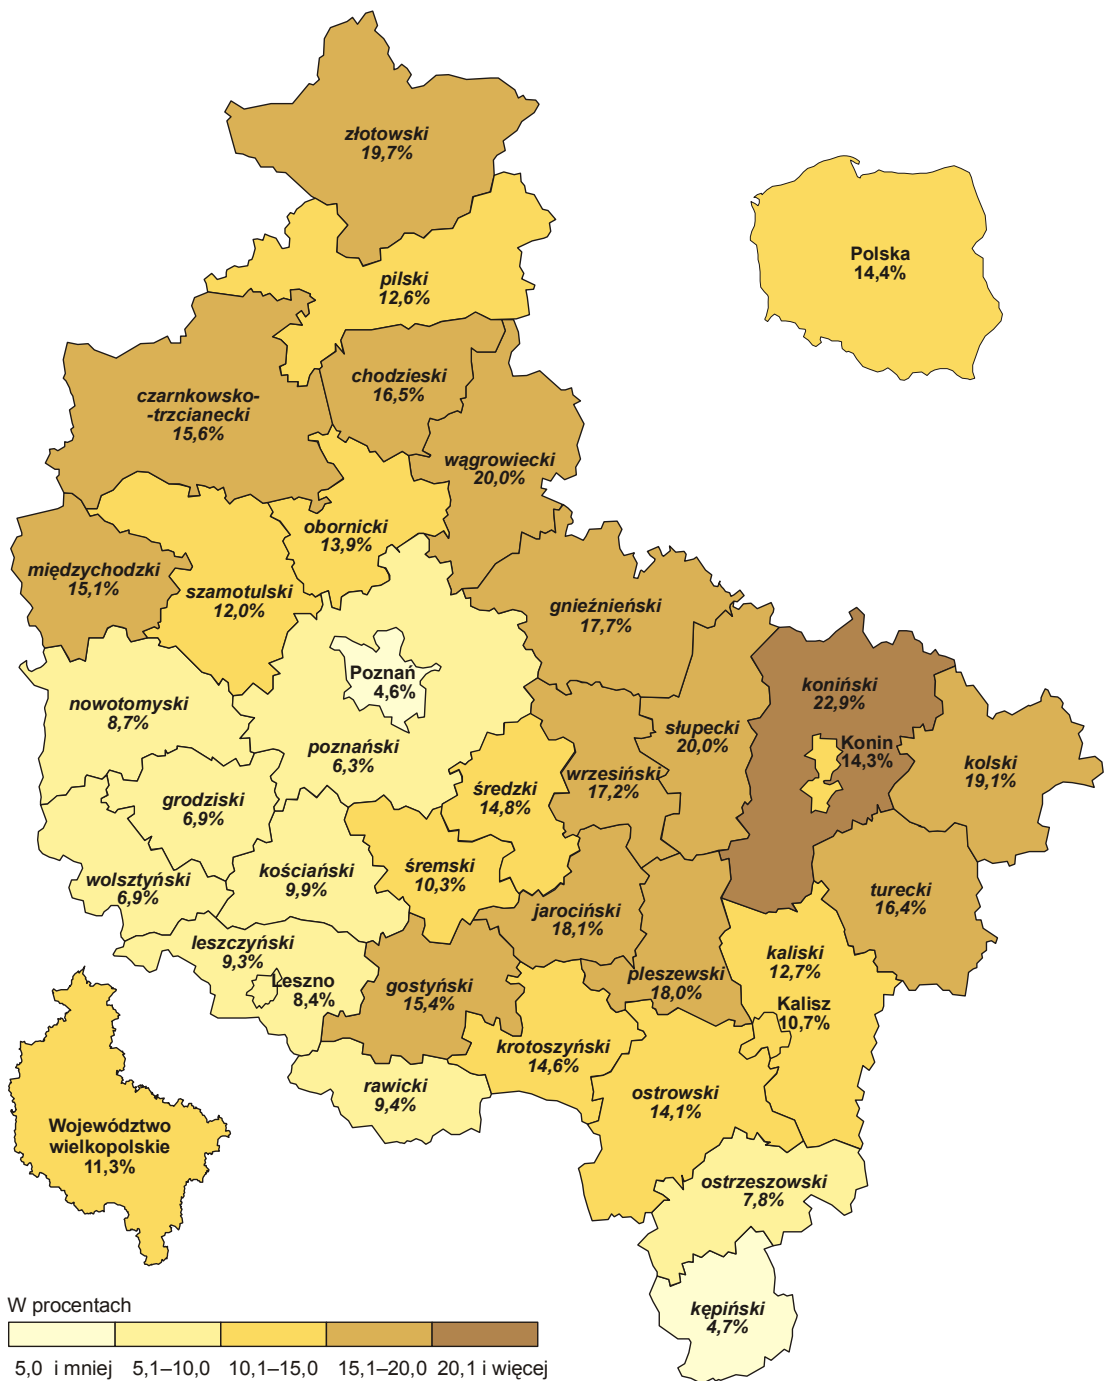 złotowski
19,7%
Polska
14,4%
pilski
12,6%
chodzieski
16,5%
czarnkowsko-
-trzcianecki
15,6%
wągrowiecki
20,0%
obornicki
13,9%
międzychodzki
15,1%
szamotulski
12,0%
gnieźnieński
17,7%
Poznań
4,6%
koniński
22,9%
nowotomyski
8,7%
poznański
6,3%
słupecki
20,0%
Konin
14,3%
kolski
19,1%
wrzesiński
17,2%
średzki
14,8%
grodziski
6,9%
kościański
9,9%
śremski
10,3%
wolsztyński
6,9%
turecki
16,4%
jarociński
18,1%
leszczyński
9,3%
Leszno
8,4%
gostyński
15,4%
pleszewski
18,0%
kaliski
12,7%
Kalisz
10,7%
krotoszyński
14,6%
rawicki
9,4%
ostrowski
14,1%
Województwo
wielkopolskie
11,3%
ostrzeszowski
7,8%
kępiński
4,7%
W procentach
5,0 i mniej 5,1–10,0 10,1–15,0 15,1–20,0 20,1 i więcej